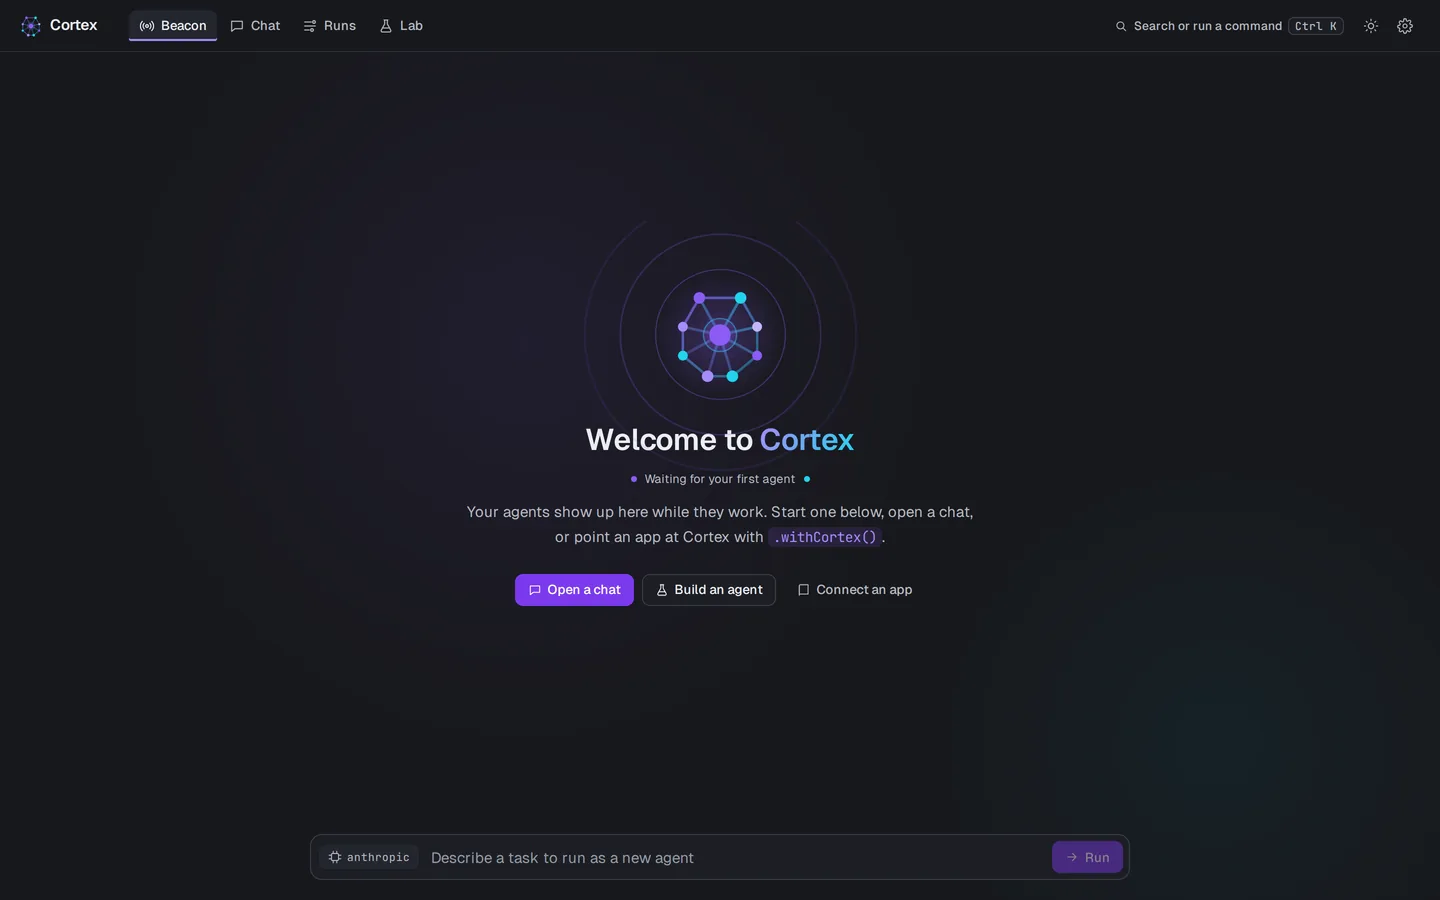 Cortex
Beacon
Chat
Runs
Lab
Search or run a command
Ctrl K
Welcome to Cortex
Waiting for your first agent
Your agents show up here while they work. Start one below, open a chat,
or point an app at Cortex with .withCortex().
Open a chat
Build an agent
Connect an app
anthropic
Describe a task to run as a new agent
Run